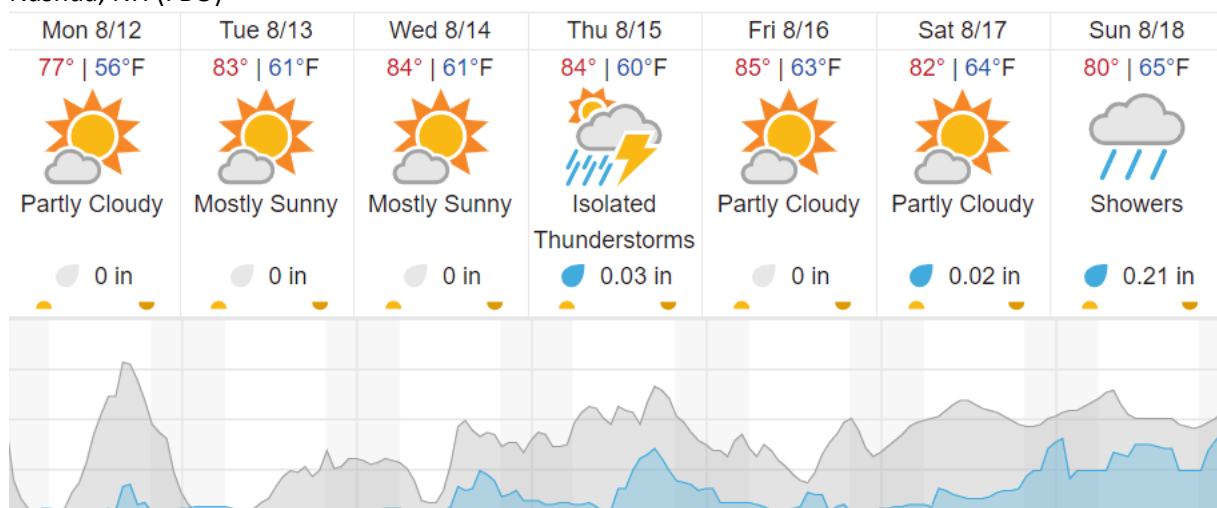 Nashua, NH
Mon 8/12 Tue 8/13 Wed 8/14 Thu 8/15 Fri 8/16 Sat 8/17 Sun 8/18
77° | 56°F 83° | 61°F 84° | 61°F 84° | 60°F 85° | 63°F 82° | 64°F 80° | 65°F
Partly Cloudy Mostly Sunny Mostly Sunny Isolated Partly Cloudy Partly Cloudy Showers
Thunderstorms
0 in 0 in 0 in 0.03 in 0 in 0.02 in 0.21 in